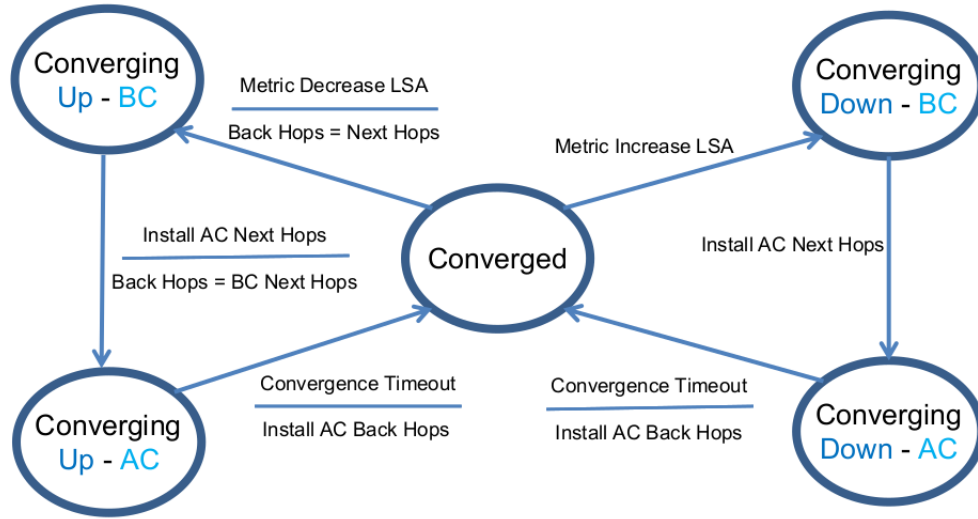 Converging
Up - BC
Metric Decrease LSA
Back Hops = Next Hops
Converging
Down - BC
Metric Increase LSA
Install AC Next Hops
Back Hops = BC Next Hops
Converged
Install AC Next Hops
Converging
Up - AC
Convergence Timeout
Install AC Back Hops
Convergence Timeout
Install AC Back Hops
Converging
Down - AC